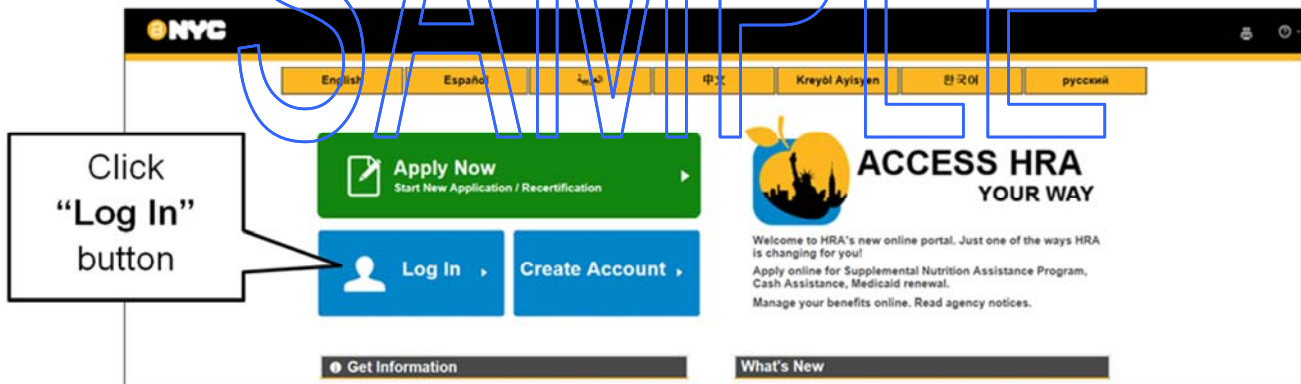 SAMPLE
NYC
English Español العربية 中文 Kreyòl Ayisyen 한국어 русский
Click
“Log In”
button
Apply Now
Start New Application / Recertification
Log In
Create Account
ACCESS HRA
YOUR WAY
Welcome to HRA's new online portal. Just one of the ways HRA
is changing for you!
Apply online for Supplemental Nutrition Assistance Program,
Cash Assistance, Medicaid renewal.
Manage your benefits online. Read agency notices.
Get Information
What's New